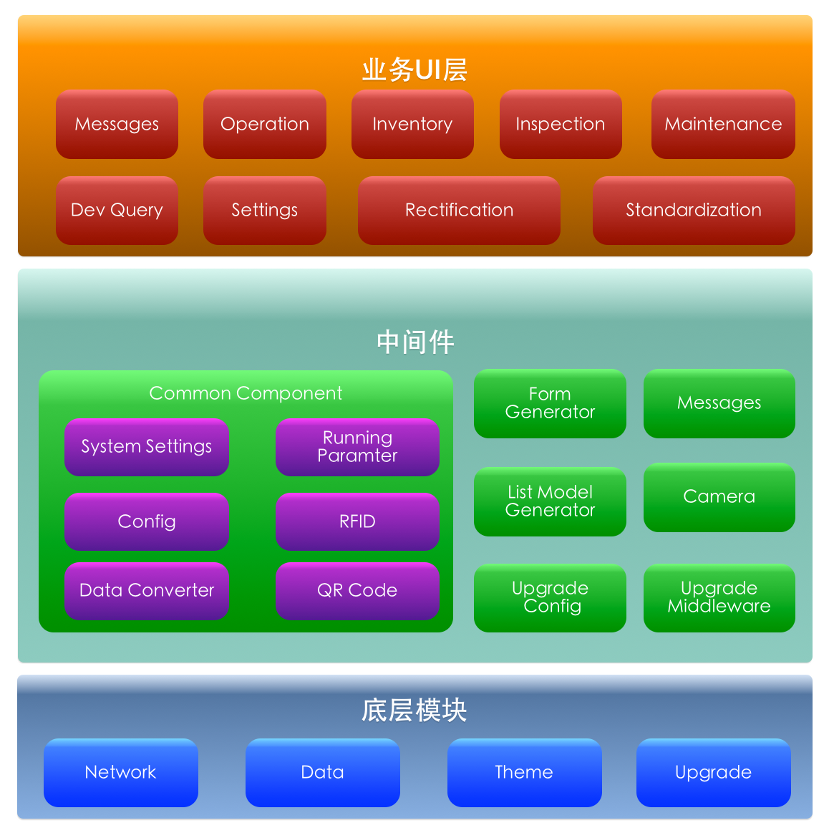 业务UI层
Messages
Operation
Inventory
Inspection
Maintenance
Dev Query
Settings
Rectification
Standardization
中间件
Common Component
System Settings
Running
Paramter
Config
RFID
Data Converter
QR Code
Form
Generator
Messages
List Model
Generator
Camera
Upgrade
Config
Upgrade
Middleware
底层模块
Network
Data
Theme
Upgrade